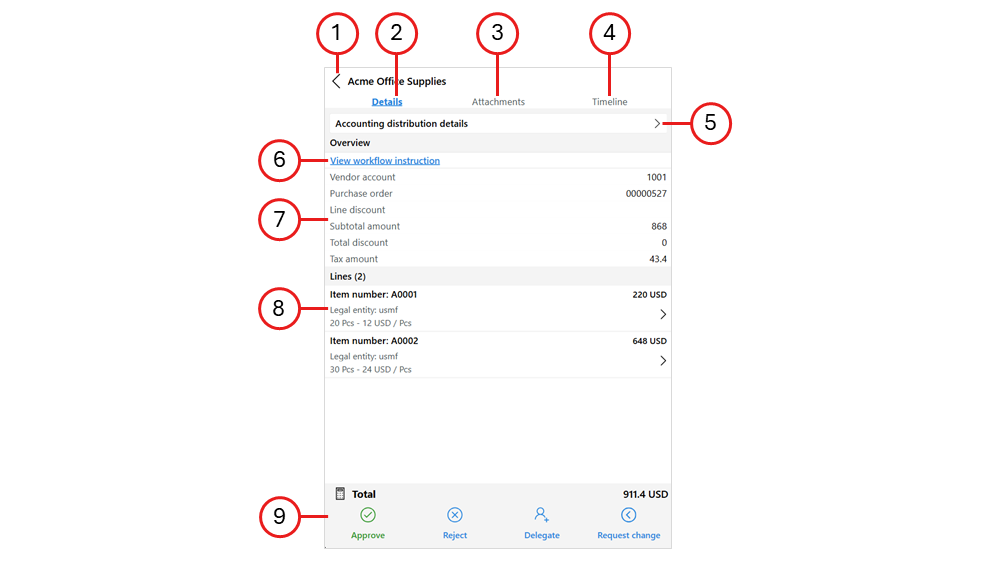 1 2 3 4
Acme Office Supplies
Details Attachments Timeline
Accounting distribution details 5
Overview
6 View workflow instruction
Vendor account 1001
Purchase order 00000527
Line discount
7 Subtotal amount 868
Total discount 0
Tax amount 43.4
Lines (2)
Item number: A0001 220 USD
8 Legal entity: usmf
20 Pcs - 12 USD / Pcs
Item number: A0002 648 USD
Legal entity: usmf
30 Pcs - 24 USD / Pcs
Total 911.4 USD
9
Approve Reject Delegate Request change